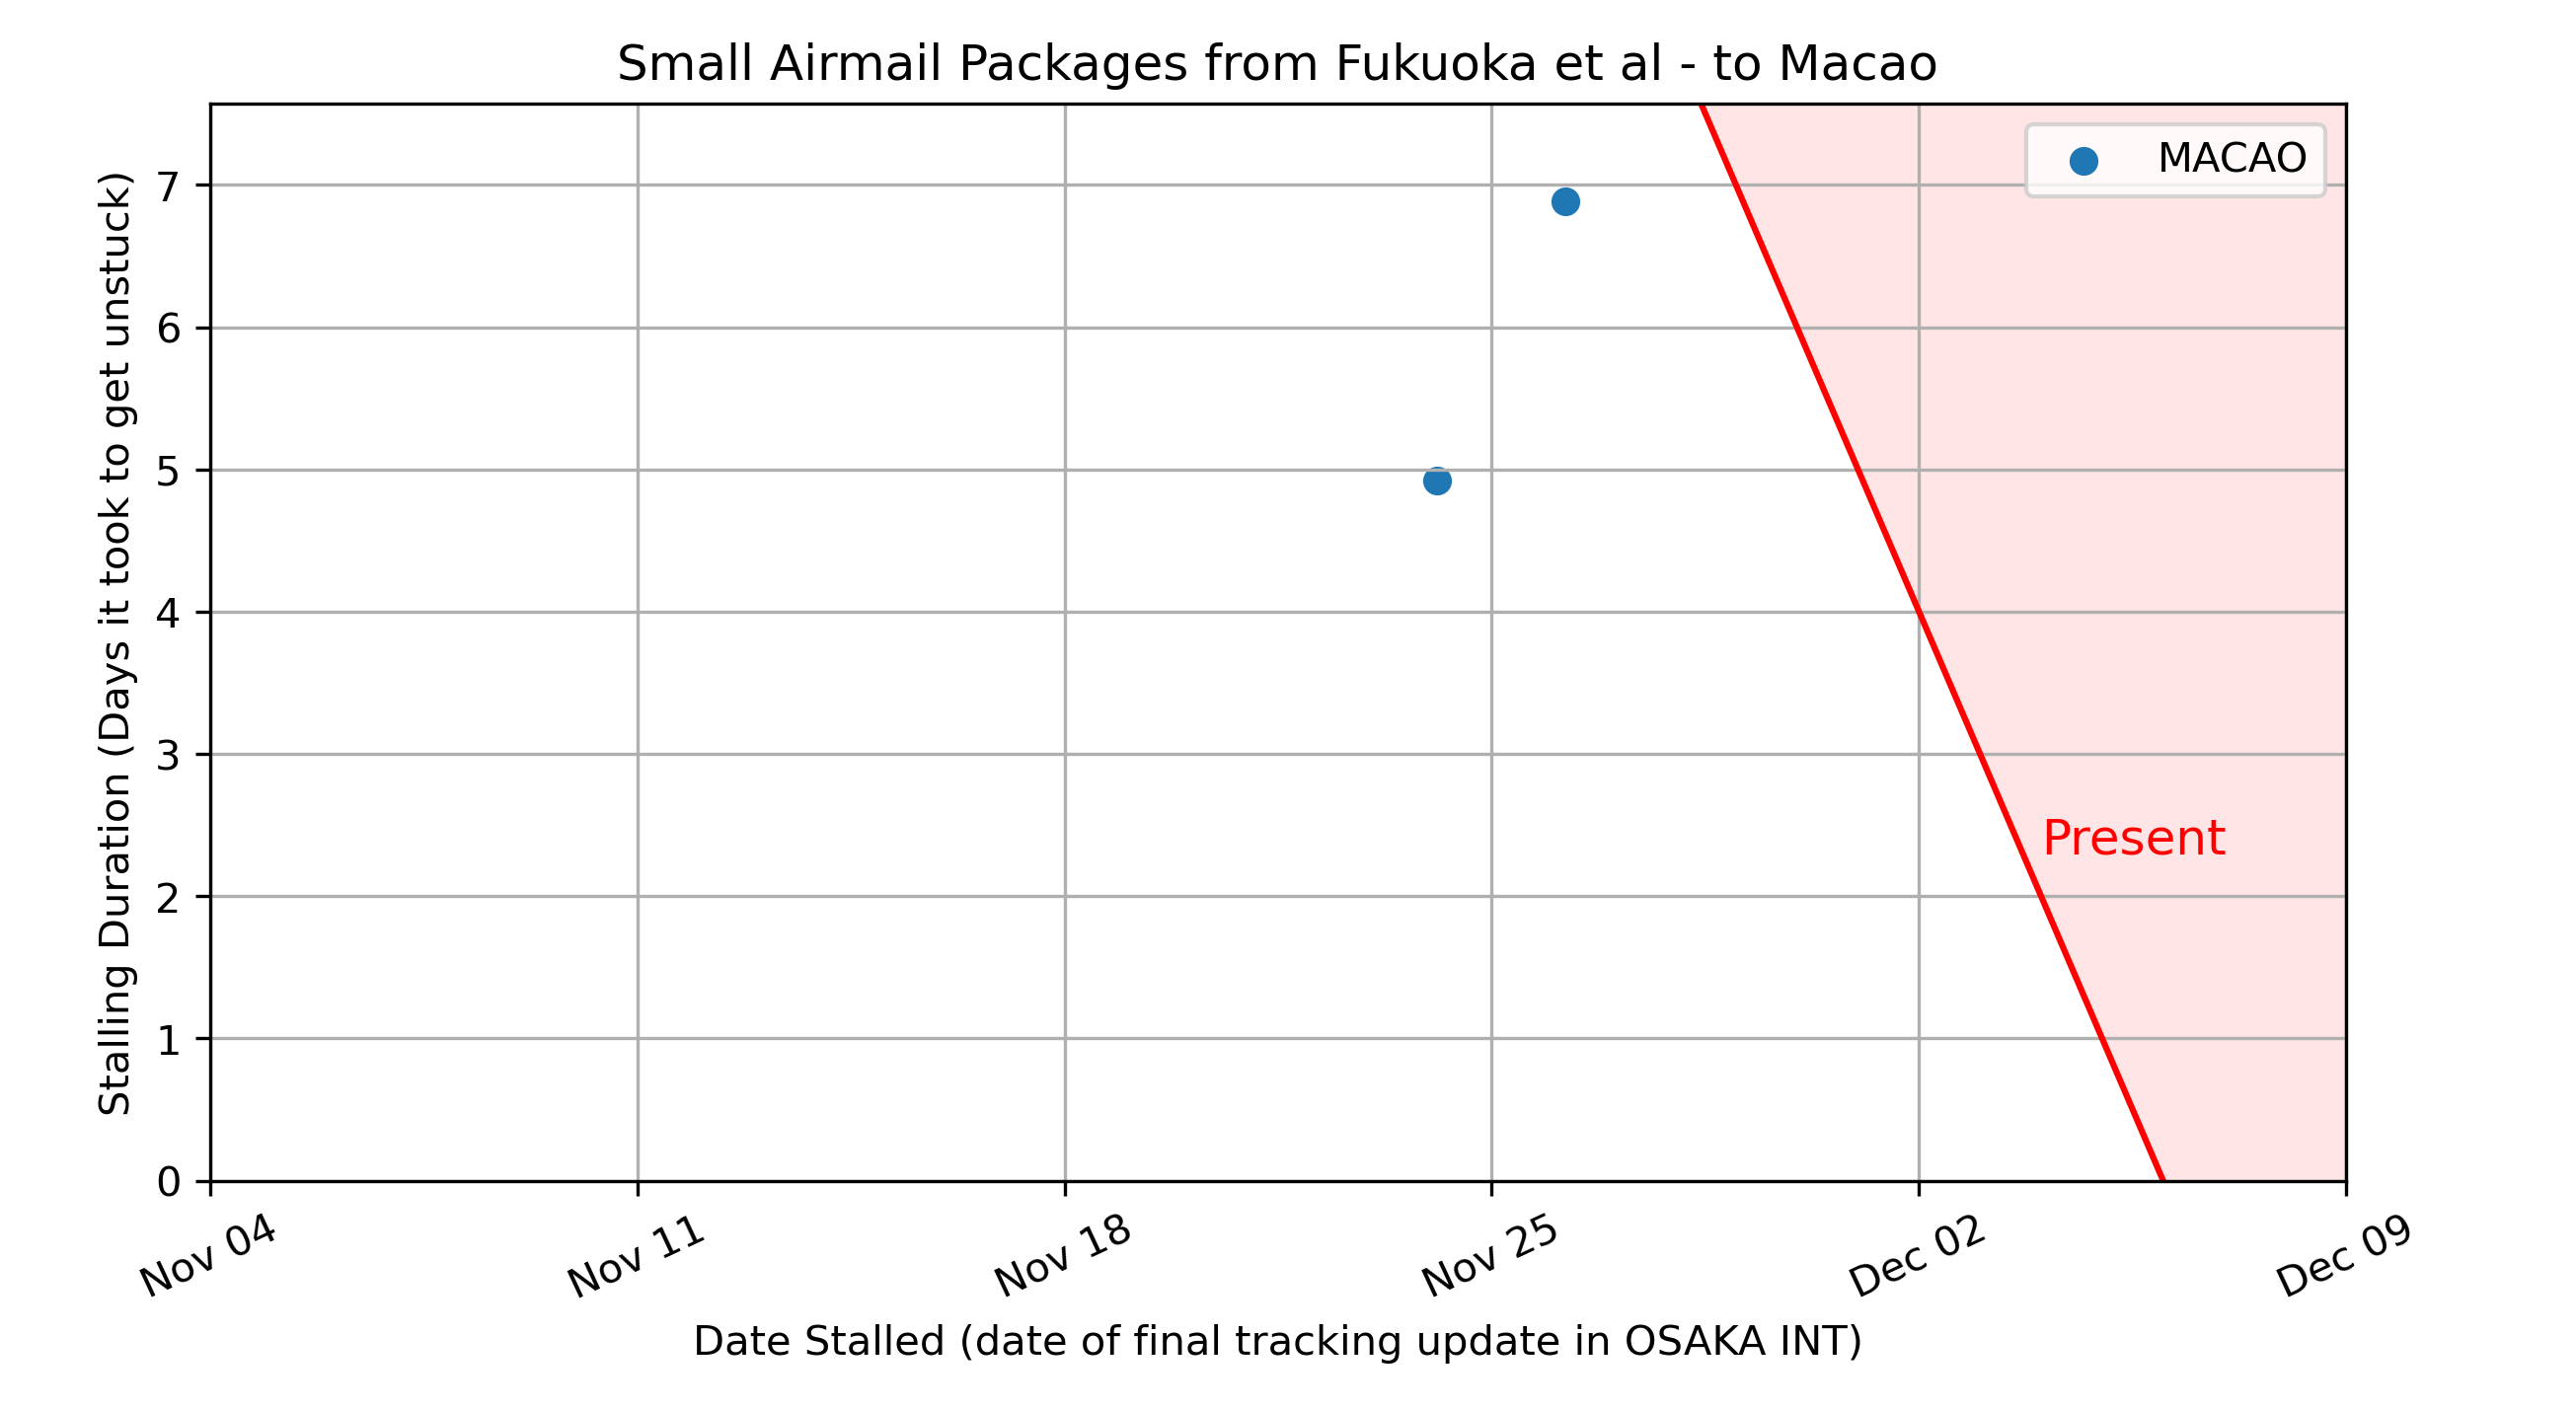 Small Airmail Packages from Fukuoka et al - to Macao
MACAO
Stalling Duration (Days it took to get unstuck)
7
6
5
4
3
2
1
0
Present
Nov 04
Nov 11
Nov 18
Nov 25
Dec 02
Dec 09
Date Stalled (date of final tracking update in OSAKA INT)